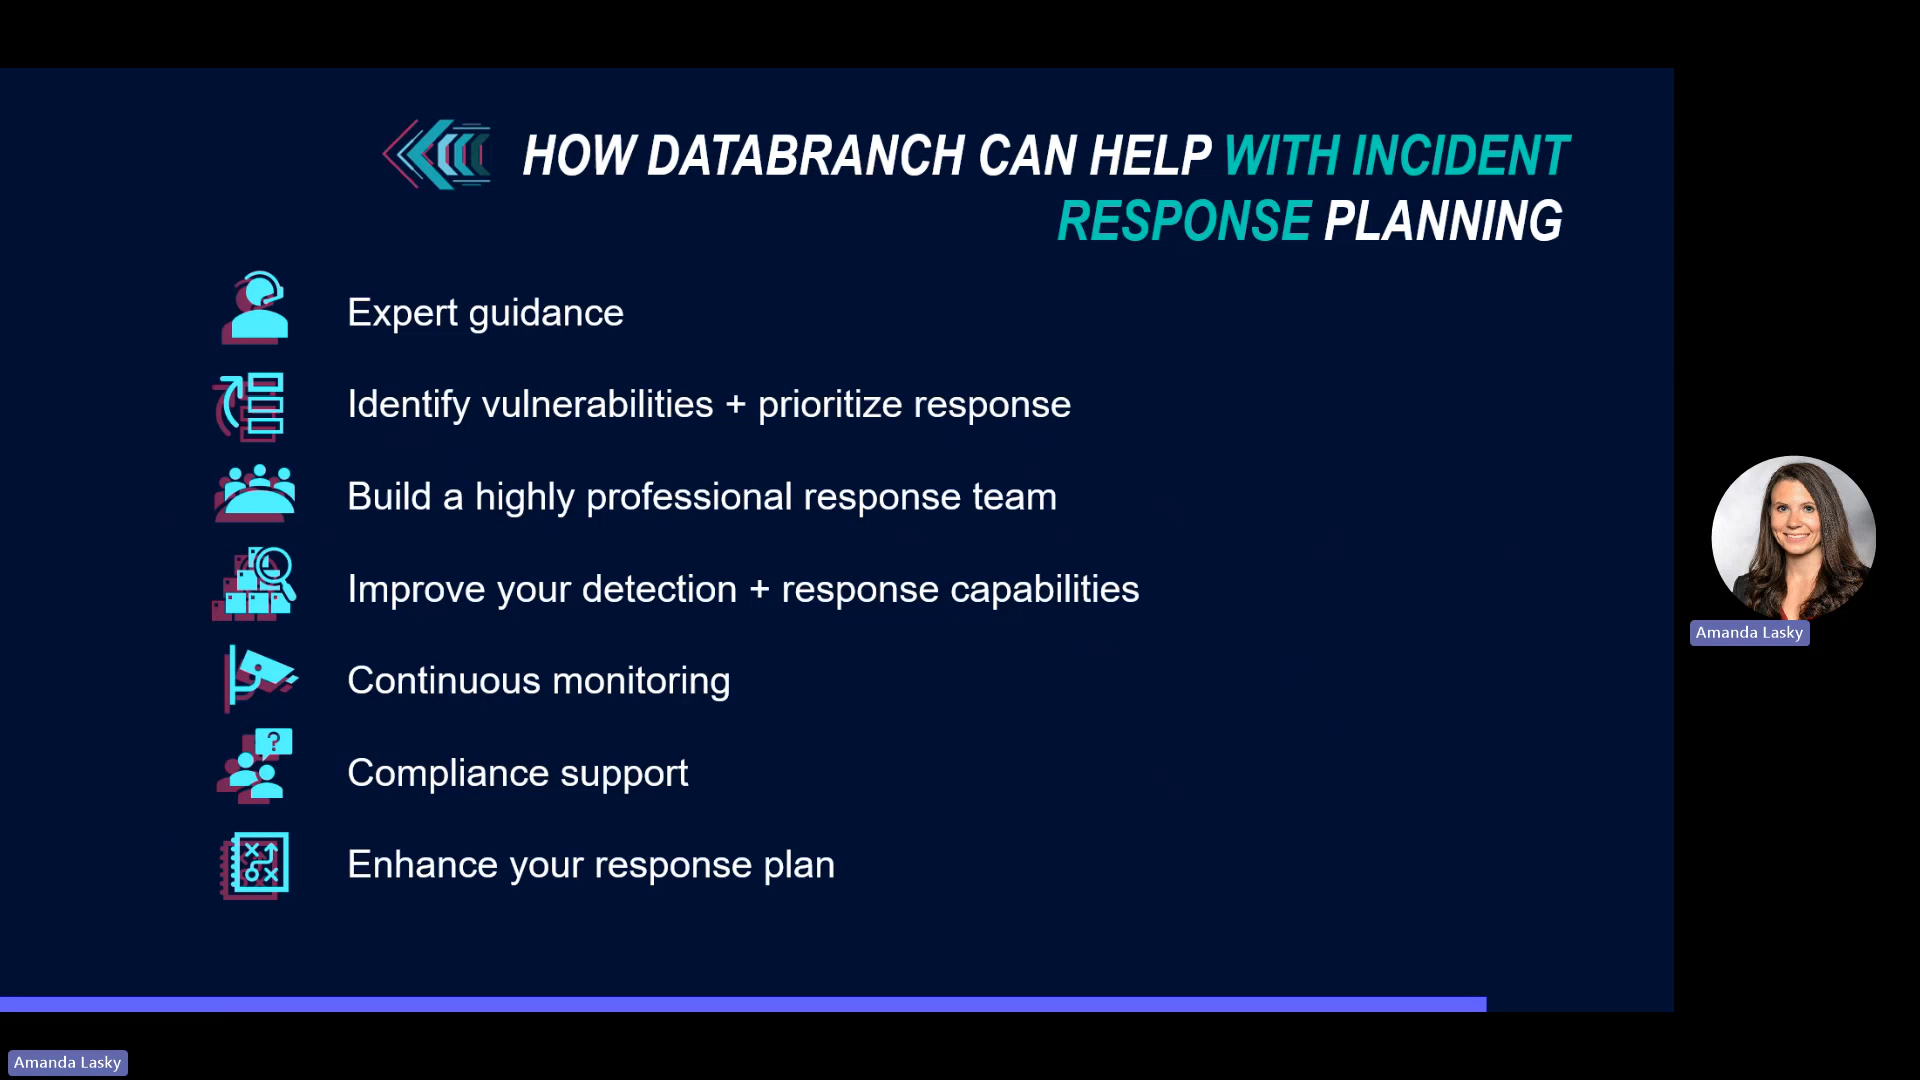 HOW DATABRANCH CAN HELP WITH INCIDENT
RESPONSE PLANNING
Expert guidance
Identify vulnerabilities + prioritize response
Build a highly professional response team
Improve your detection + response capabilities
Continuous monitoring
?
Compliance support
Enhance your response plan
Amanda Lasky
Amanda Lasky